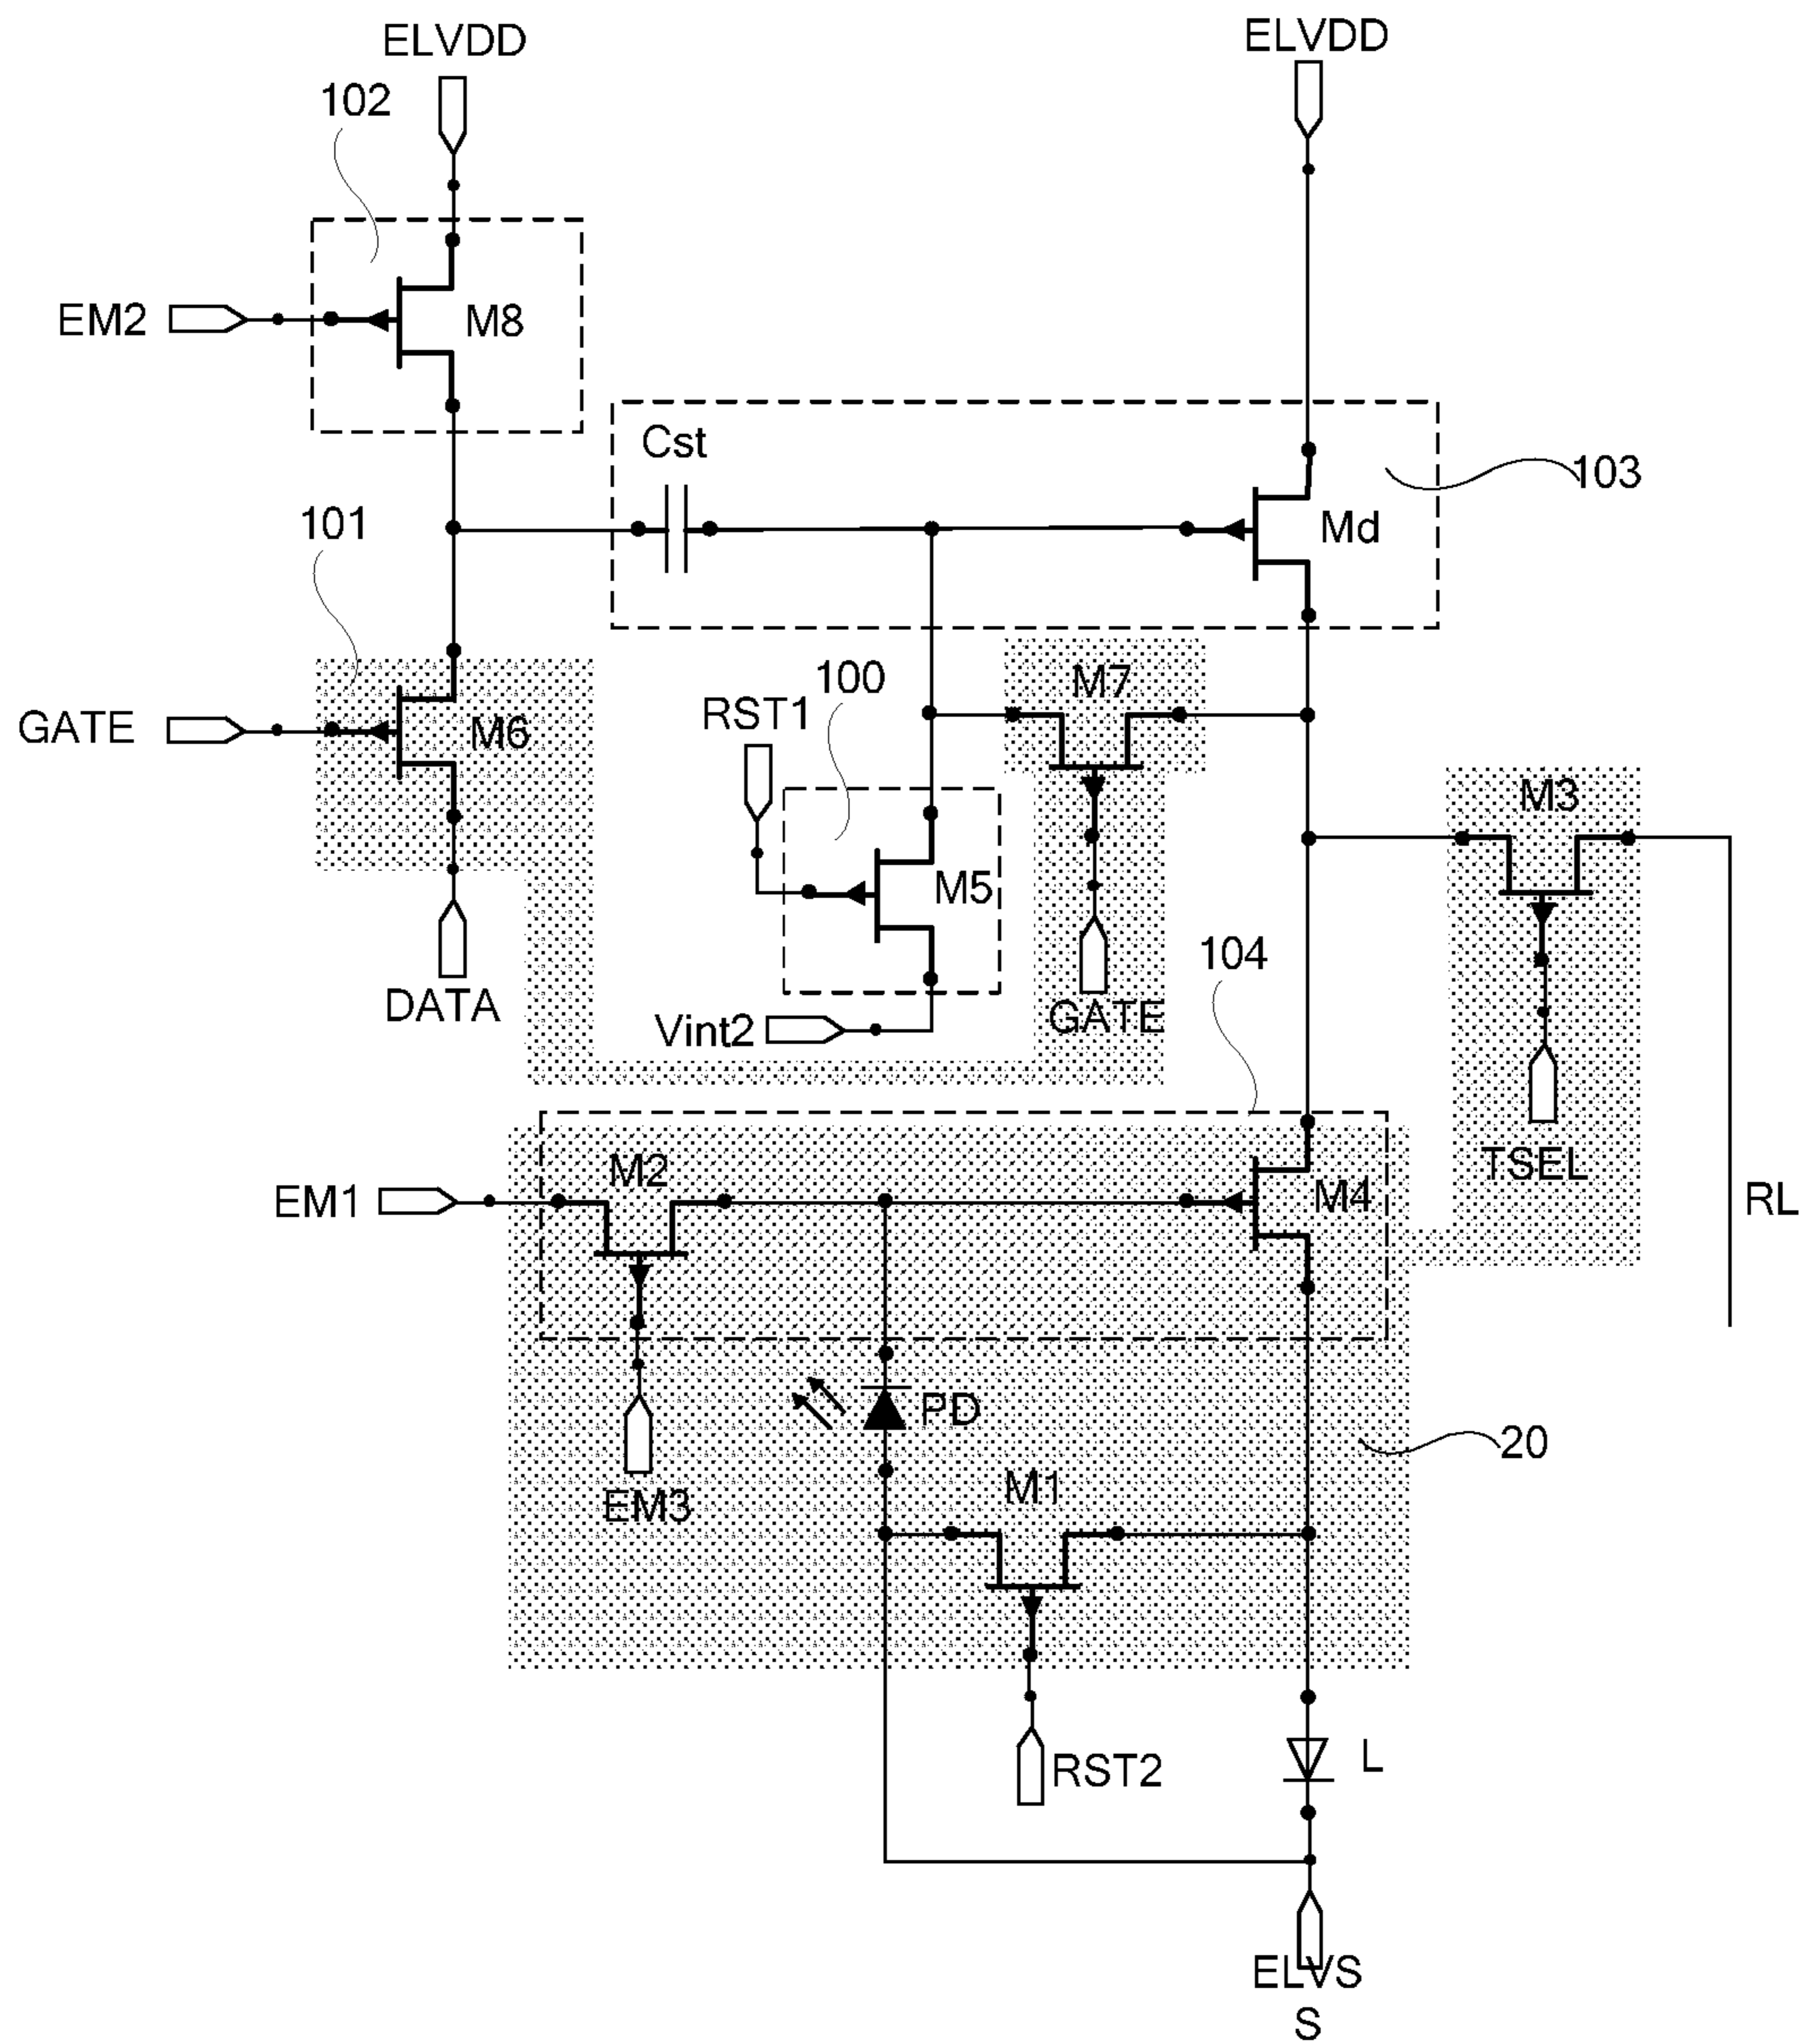 ELVDD
ELVDD
102
EM2
M8
Cst
103
Md
101
M7
100
RST1
GATE
M6
M3
M5
104
DATA
GATE
Vint2
M2
TSEL
EM1
M4
RL
PD
20
M1
EM3
RST2
L
ELVS
S